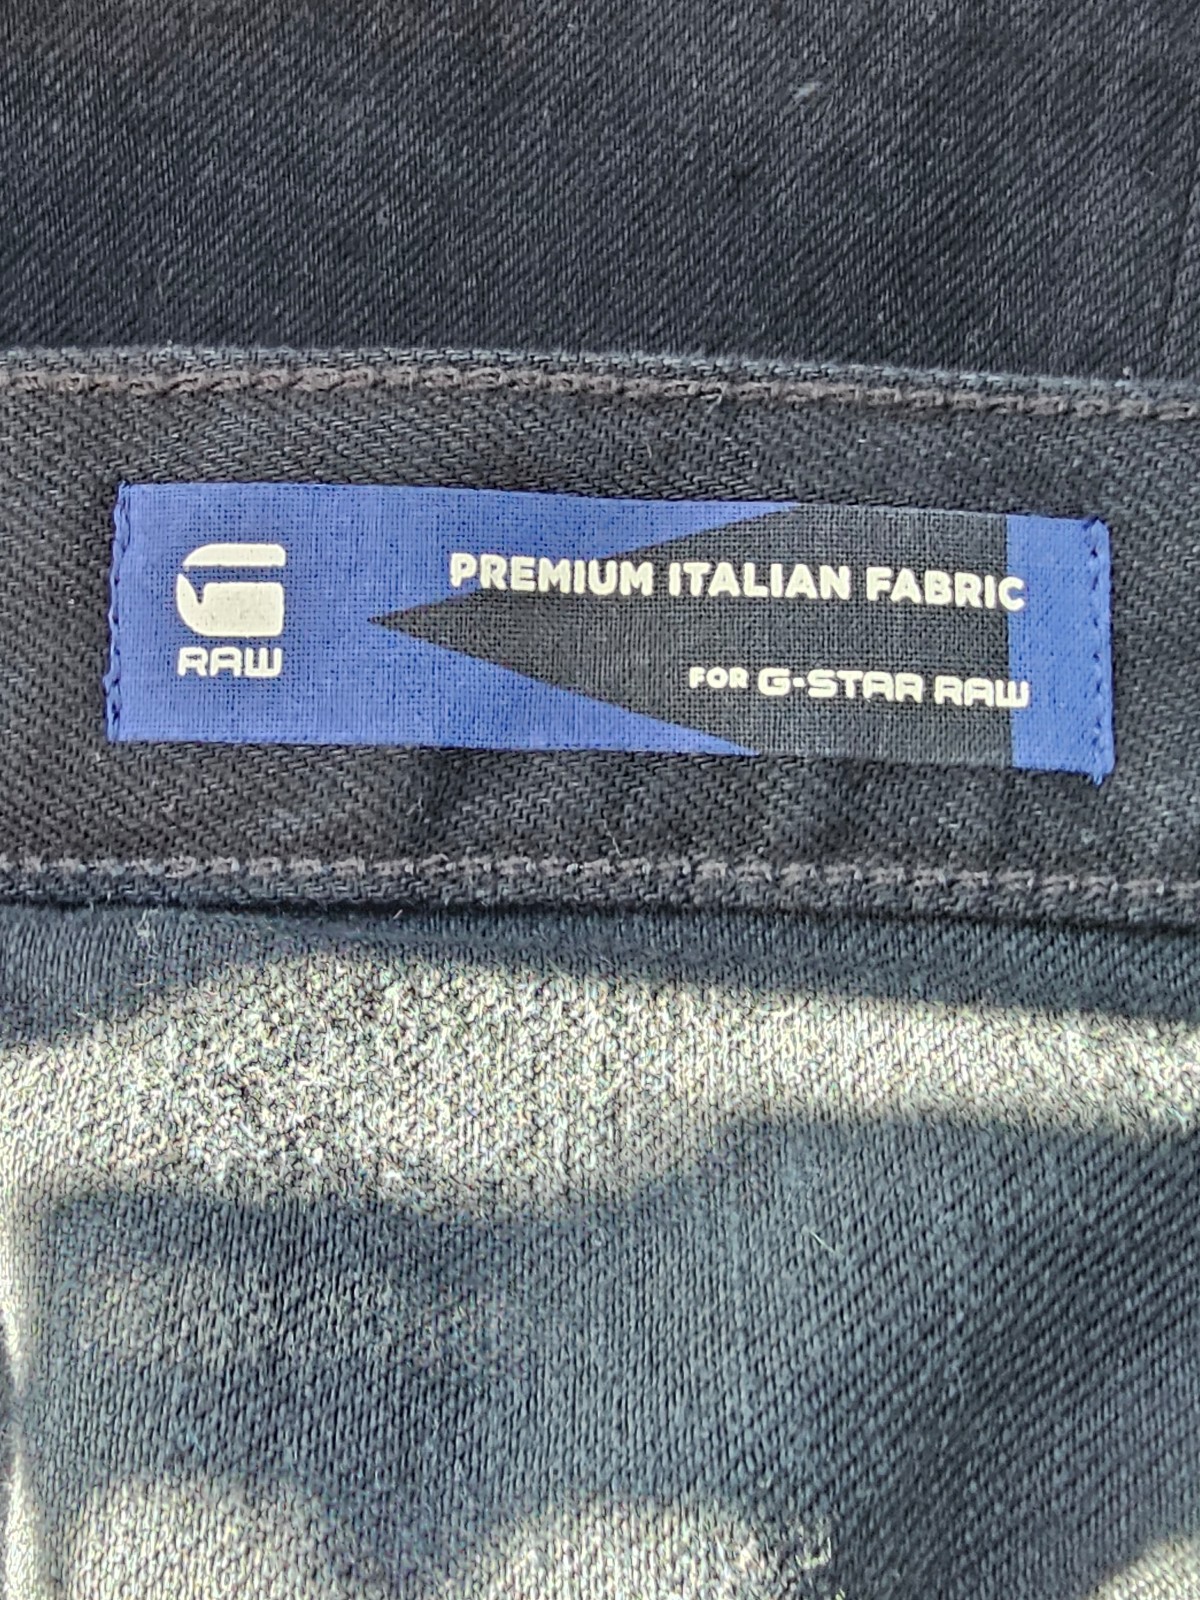 G
RAW
PREMIUM ITALIAN FABRIC
FOR G-STAR RAW